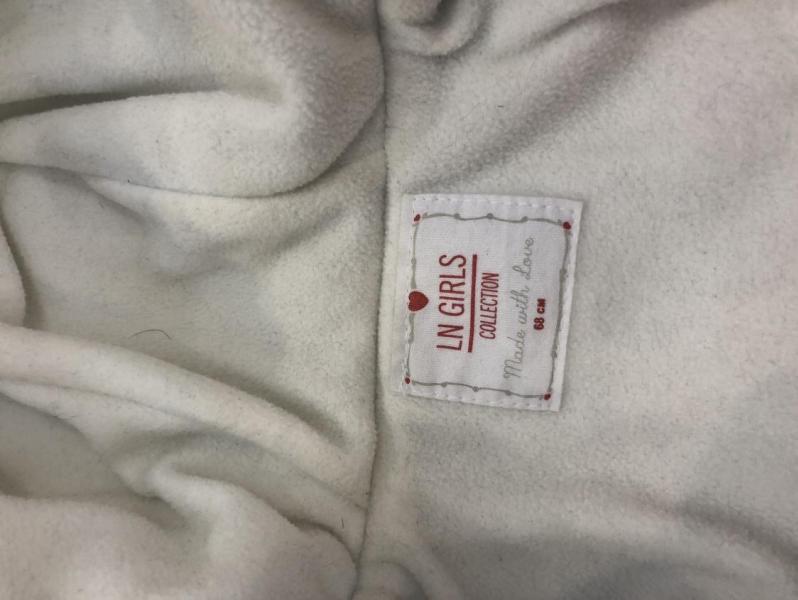 LN GIRLS
COLLECTION
Made with Love
68 CM